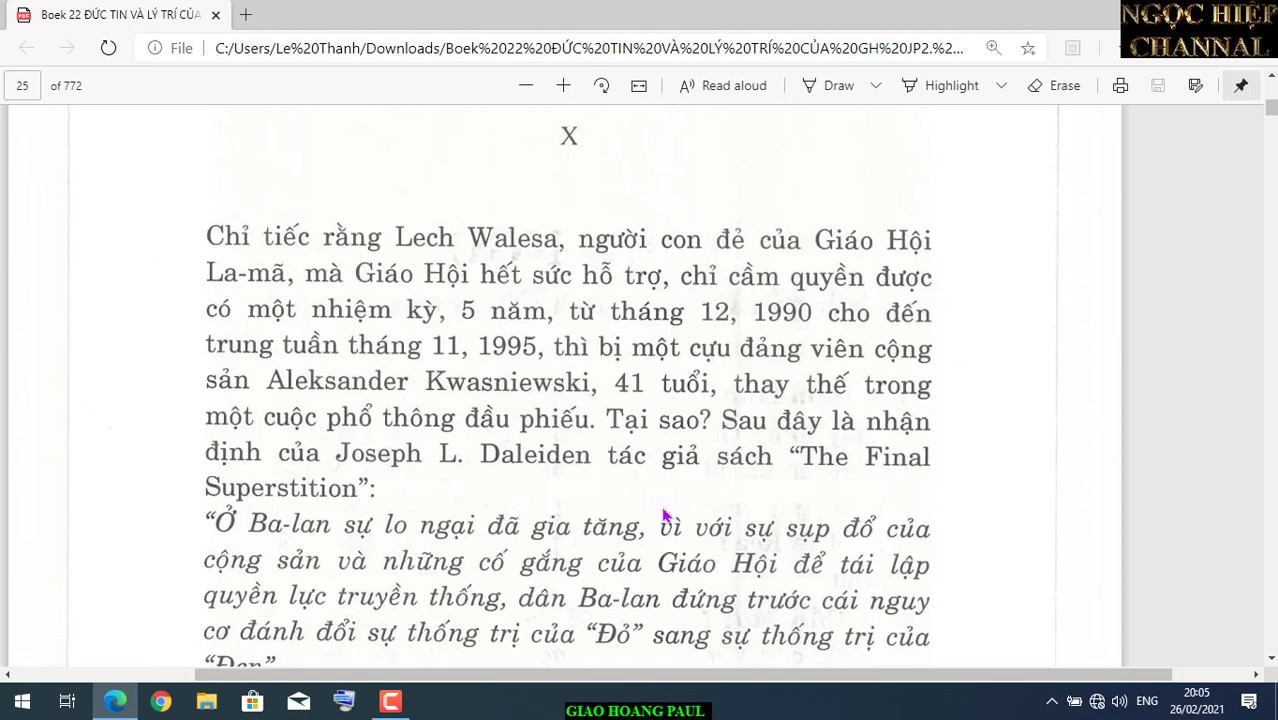 Boek 22 ĐỨC TIN VÀ LÝ TRÍ CỦA
NGỌC HIỆP
CHANNAL
File
C:/Users/Le%20Thanh/Downloads/Boek%2022%20ĐỨC%20TIN%20VÀ%20LÝ%20TRÍ%20CỦA%20GH%20JP2.%...
25 of 772
Read aloud
Draw
Highlight
Erase
X
Chỉ tiếc rằng Lech Walesa, người con đẻ của Giáo Hội
La-mã, mà Giáo Hội hết sức hỗ trợ, chỉ cầm quyền được
có một nhiệm kỳ, 5 năm, từ tháng 12, 1990 cho đến
trung tuần tháng 11, 1995, thì bị một cựu đảng viên cộng
sản Aleksander Kwasniewski, 41 tuổi, thay thế trong
một cuộc phổ thông đầu phiếu. Tại sao? Sau đây là nhận
định của Joseph L. Daleiden tác giả sách “The Final
Superstition”:
“Ở Ba-lan sự lo ngại đã gia tăng, vì với sự sụp đổ của
cộng sản và những cố gắng của Giáo Hội để tái lập
quyền lực truyền thống, dân Ba-lan đứng trước cái nguy
cơ đánh đổi sự thống trị của “Đỏ” sang sự thống trị của
“Đen”
ENG
20:05
26/02/2021
GIAO HOANG PAUL